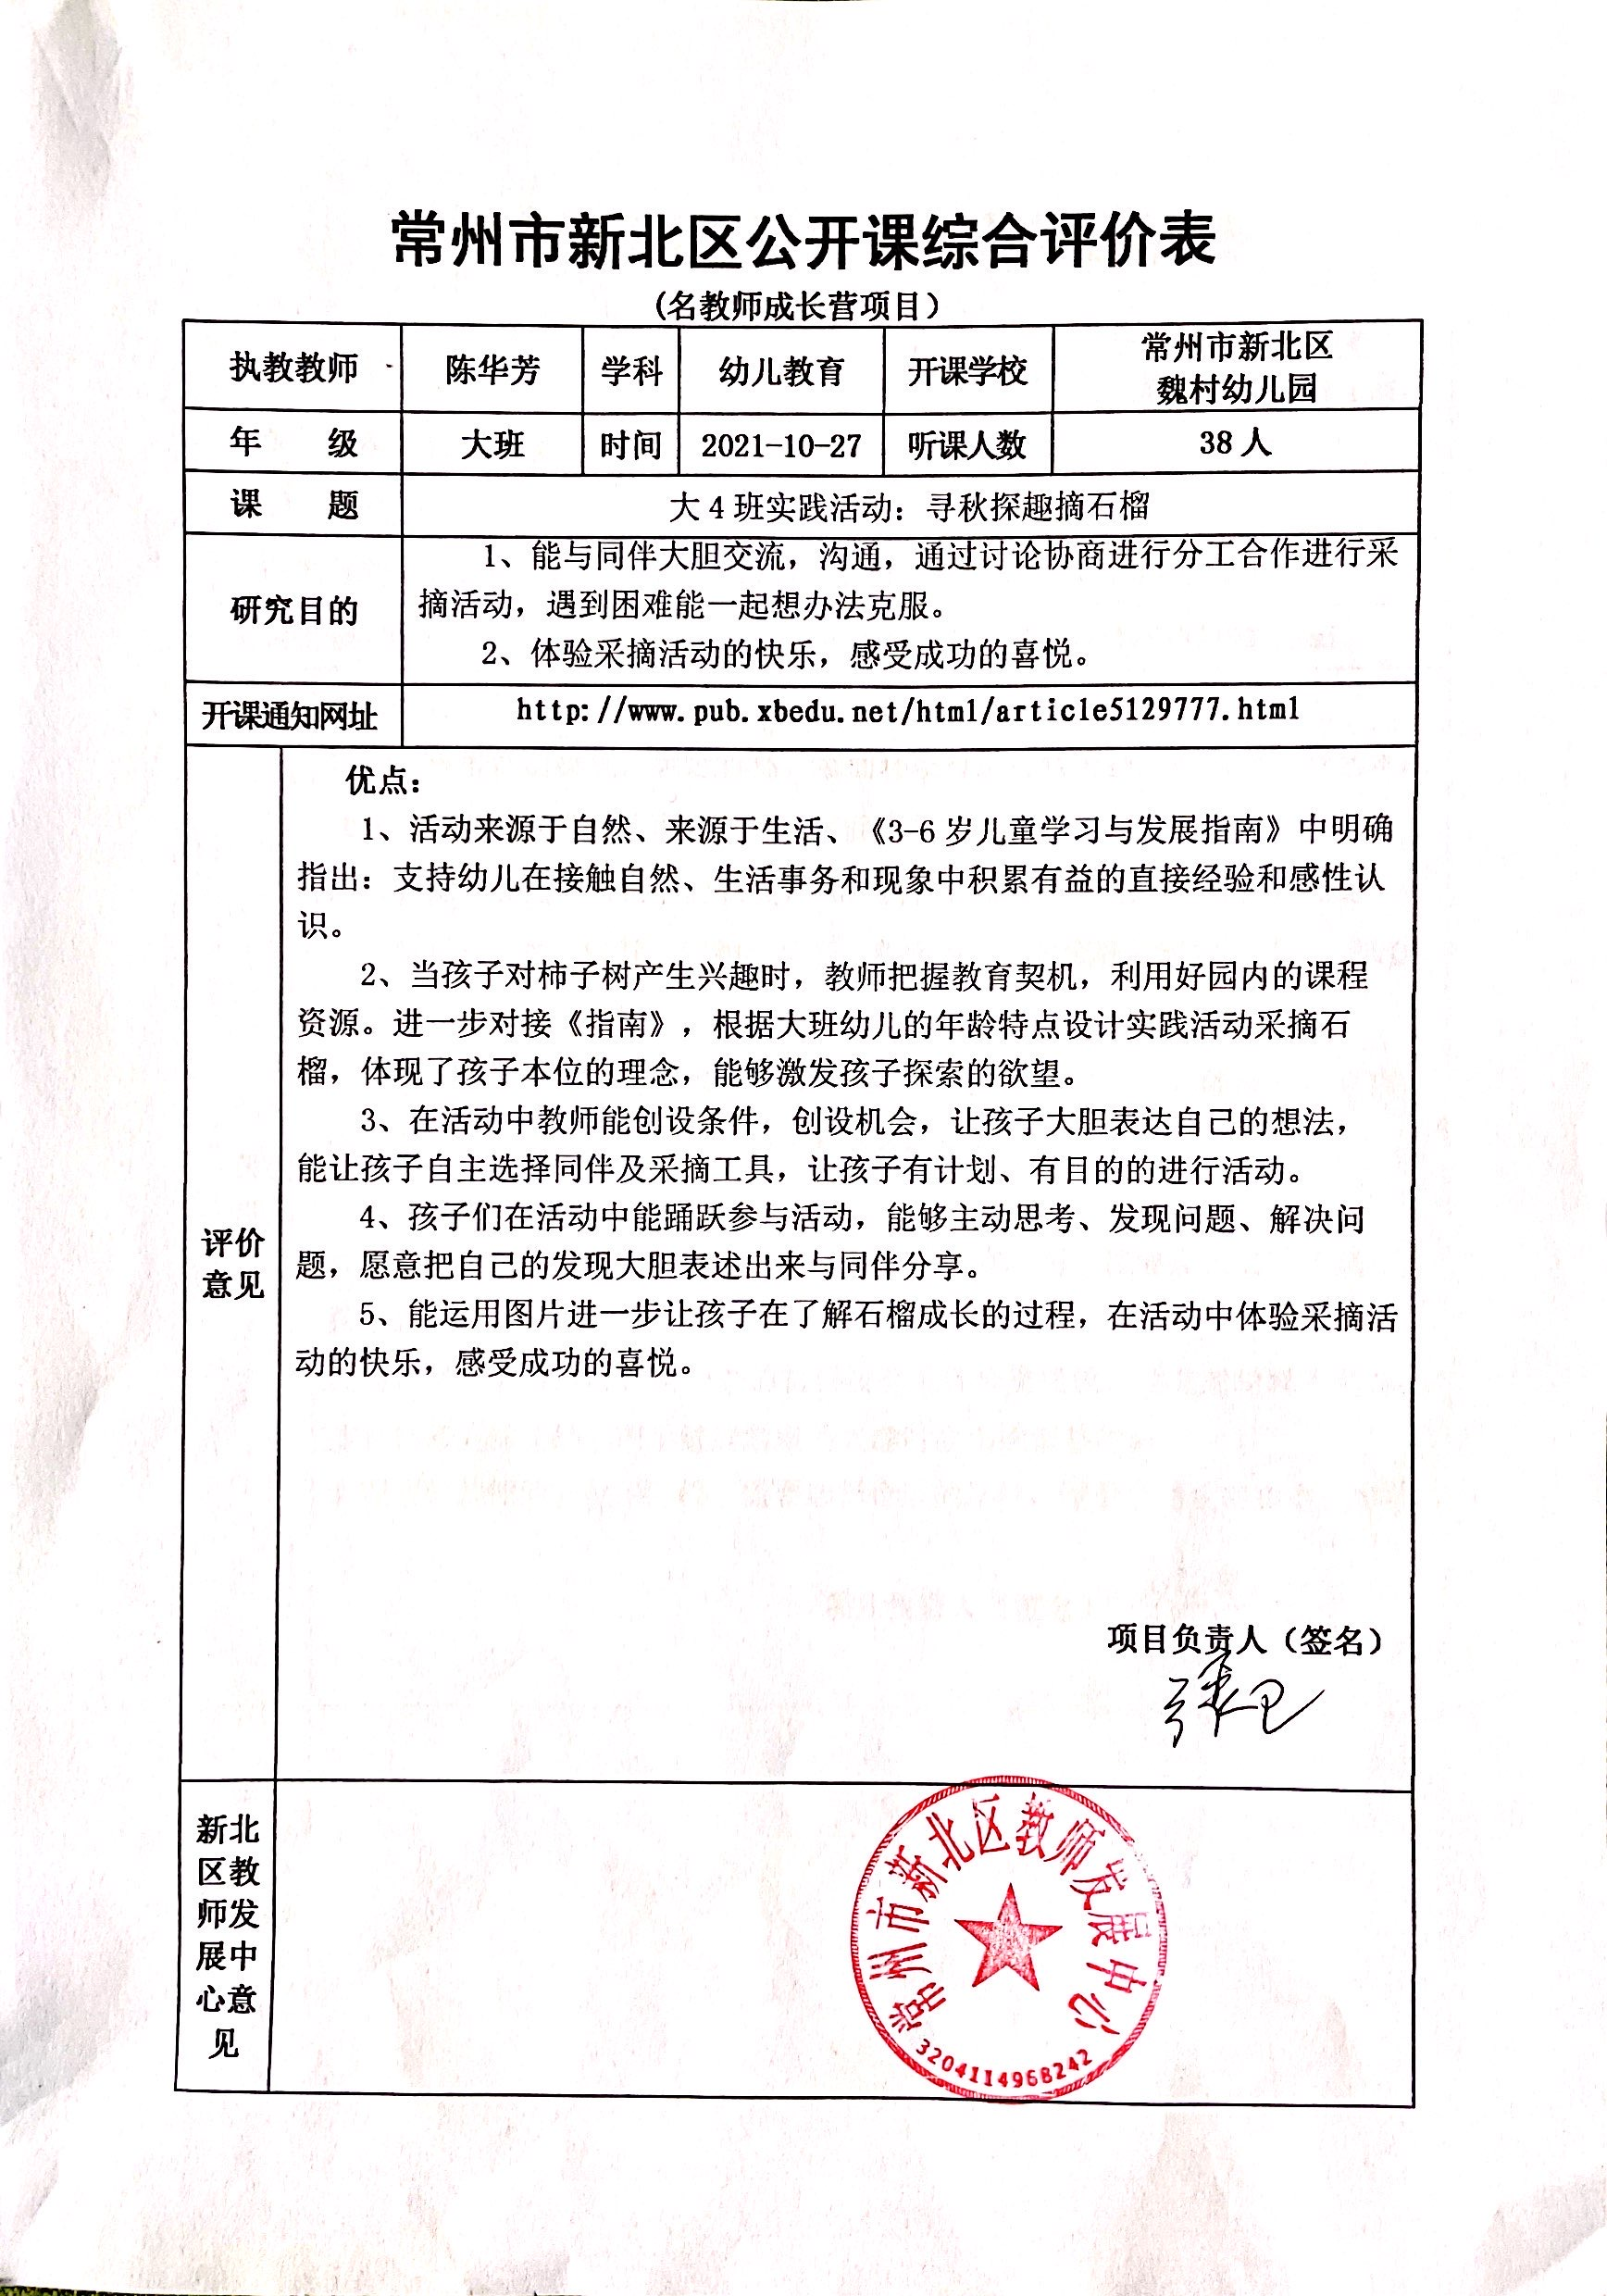 常州市新北区公开课综合评价表
(名教师成长营项目)
执教教师 陈华芳 学科 幼儿教育 开课学校 常州市新北区
魏村幼儿园
年 级 大班 时间 2021-10-27 听课人数 38 人
课 题 大 4 班实践活动：寻秋探趣摘石榴
研究目的
1、能与同伴大胆交流，沟通，通过讨论协商进行分工合作进行采
摘活动，遇到困难能一起想办法克服。
2、体验采摘活动的快乐，感受成功的喜悦。
开课通知网址 http://www.pub.xbedu.net/html/article5129777.html
评价
意见
优点：
1、活动来源于自然、来源于生活、《3-6 岁儿童学习与发展指南》中明确
指出：支持幼儿在接触自然、生活事务和现象中积累有益的直接经验和感性认
识。
2、当孩子对柿子树产生兴趣时，教师把握教育契机，利用好园内的课程
资源。进一步对接《指南》，根据大班幼儿的年龄特点设计实践活动采摘石
榴，体现了孩子本位的理念，能够激发孩子探索的欲望。
3、在活动中教师能创设条件，创设机会，让孩子大胆表达自己的想法，
能让孩子自主选择同伴及采摘工具，让孩子有计划、有目的的进行活动。
4、孩子们在活动中能踊跃参与活动，能够主动思考、发现问题、解决问
题，愿意把自己的发现大胆表述出来与同伴分享。
5、能运用图片进一步让孩子在了解石榴成长的过程，在活动中体验采摘活
动的快乐，感受成功的喜悦。
项目负责人（签名）
新北
区教
师发
展中
心意
见
常州市新北区教师发展中心
3204114968242